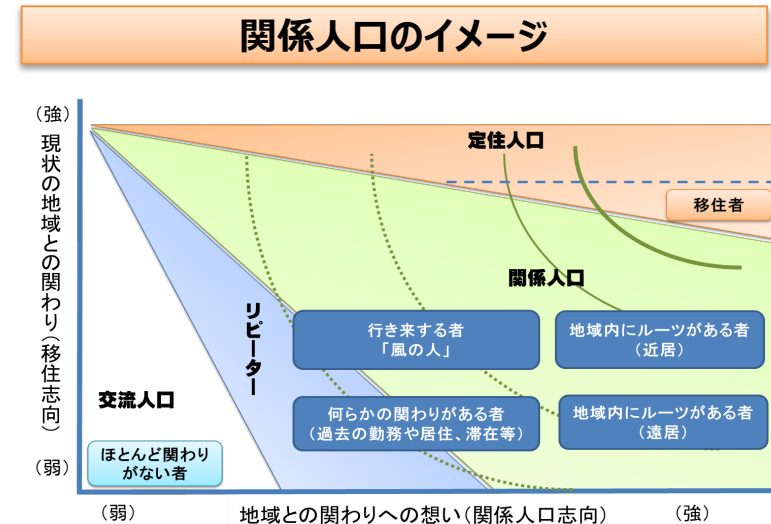 関係人口のイメージ
（強）
現状の地域との関わり（移住志向）
（弱）
定住人口
移住者
関係人口
リピーター
行き来する者
「風の人」
地域内にルーツがある者
（近居）
交流人口
何らかの関わりがある者
（過去の勤務や居住、滞在等）
地域内にルーツがある者
（遠居）
ほとんど関わり
がない者
（弱）
地域との関わりへの想い（関係人口志向）
（強）